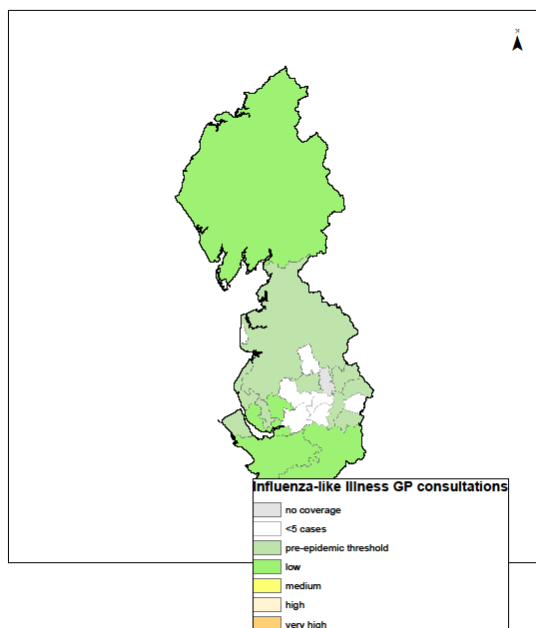 N
Influenza-like Illness GP consultations
no coverage
<5 cases
pre-epidemic threshold
low
medium
high
very high